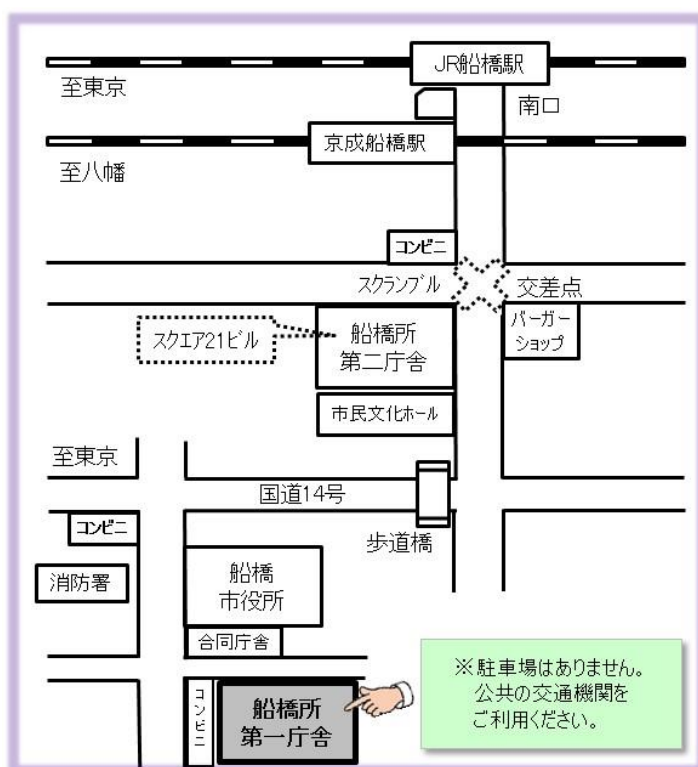 JR船橋駅
至東京
南口
京成船橋駅
至八幡
コンビニ
スクランブル
交差点
スクエア21ビル
船橋所
第二庁舎
バーガー
ショップ
市民文化ホール
至東京
国道14号
コンビニ
歩道橋
消防署
船橋
市役所
合同庁舎
コンビニ
船橋所
第一庁舎
※駐車場はありません。
公共の交通機関を
ご利用ください。